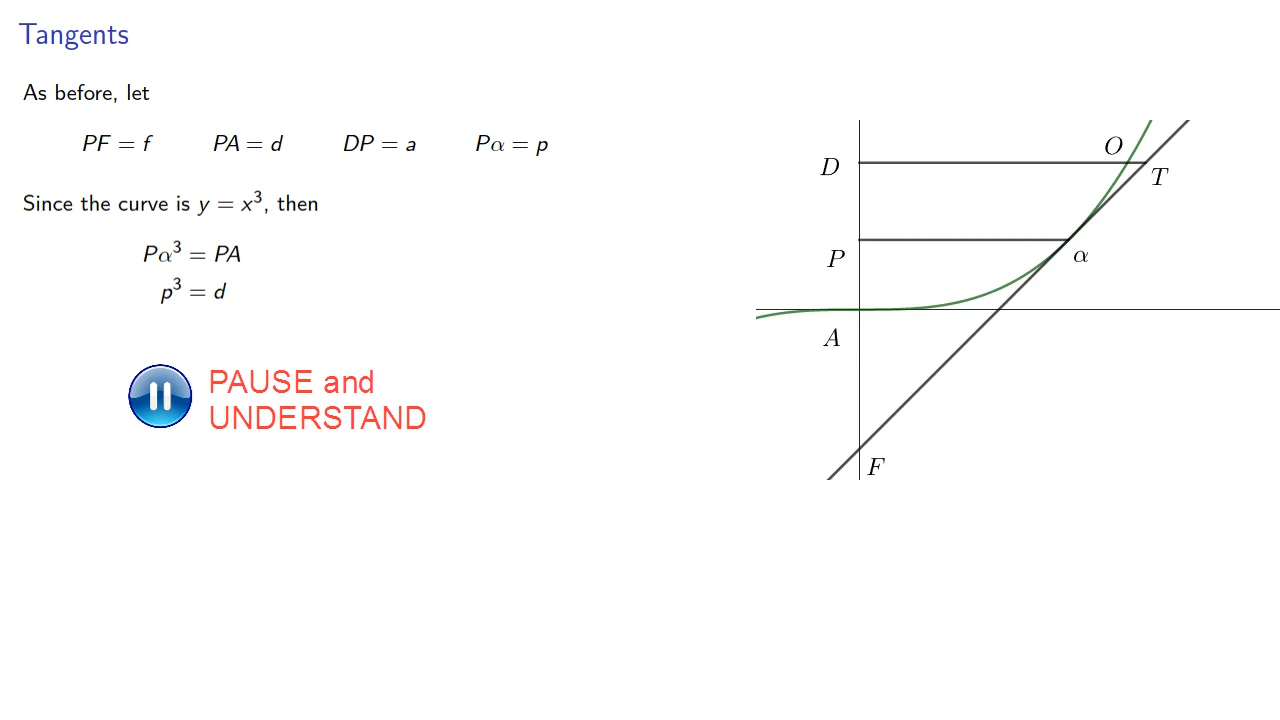 Tangents
As before, let
PF = f PA = d DP = a Pα = p
Since the curve is y = x³, then
Pα³ = PA
p³ = d
PAUSE and
UNDERSTAND
O
D
T
P
α
A
F